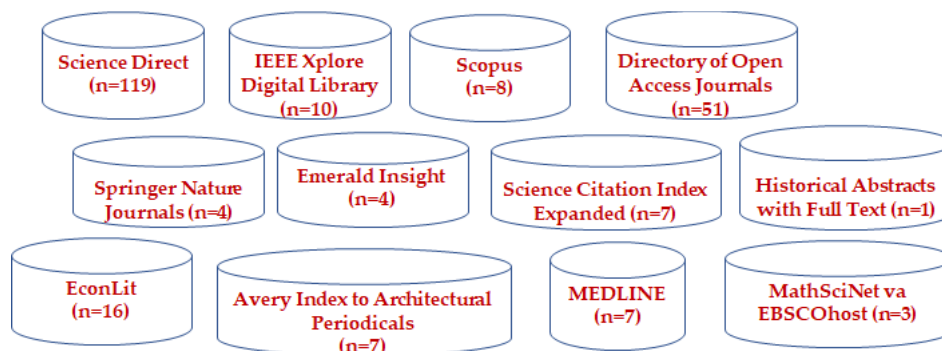 Science Direct
(n=119)
IEEE Xplore
Digital Library
(n=10)
Scopus
(n=8)
Directory of Open
Access Journals
(n=51)
Springer Nature
Journals (n=4)
Emerald Insight
(n=4)
Science Citation Index
Expanded (n=7)
Historical Abstracts
with Full Text (n=1)
EconLit
(n=16)
Avery Index to Architectural
Periodicals
(n=7)
MEDLINE
(n=7)
MathSciNet va
EBSCOhost (n=3)